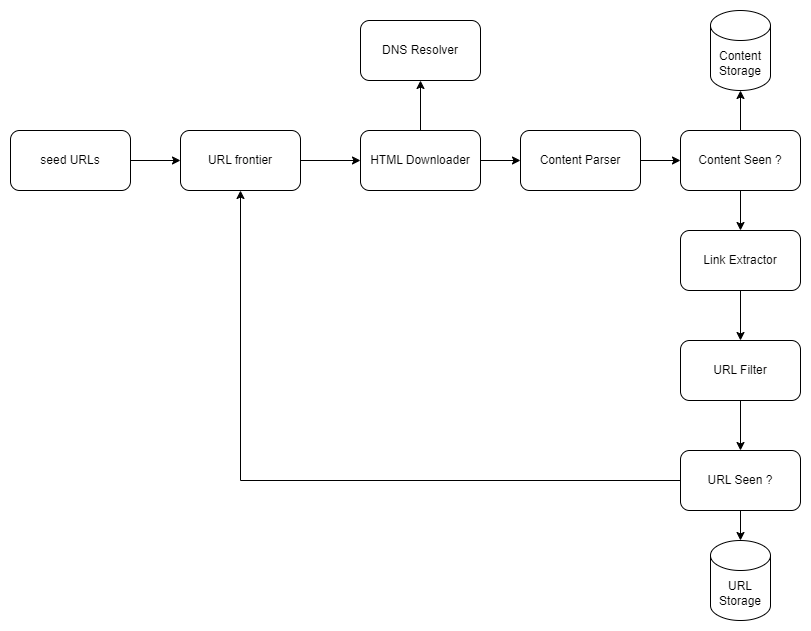 DNS Resolver
Content
Storage
seed URLs
URL frontier
HTML Downloader
Content Parser
Content Seen ?
Link Extractor
URL Filter
URL Seen ?
URL
Storage